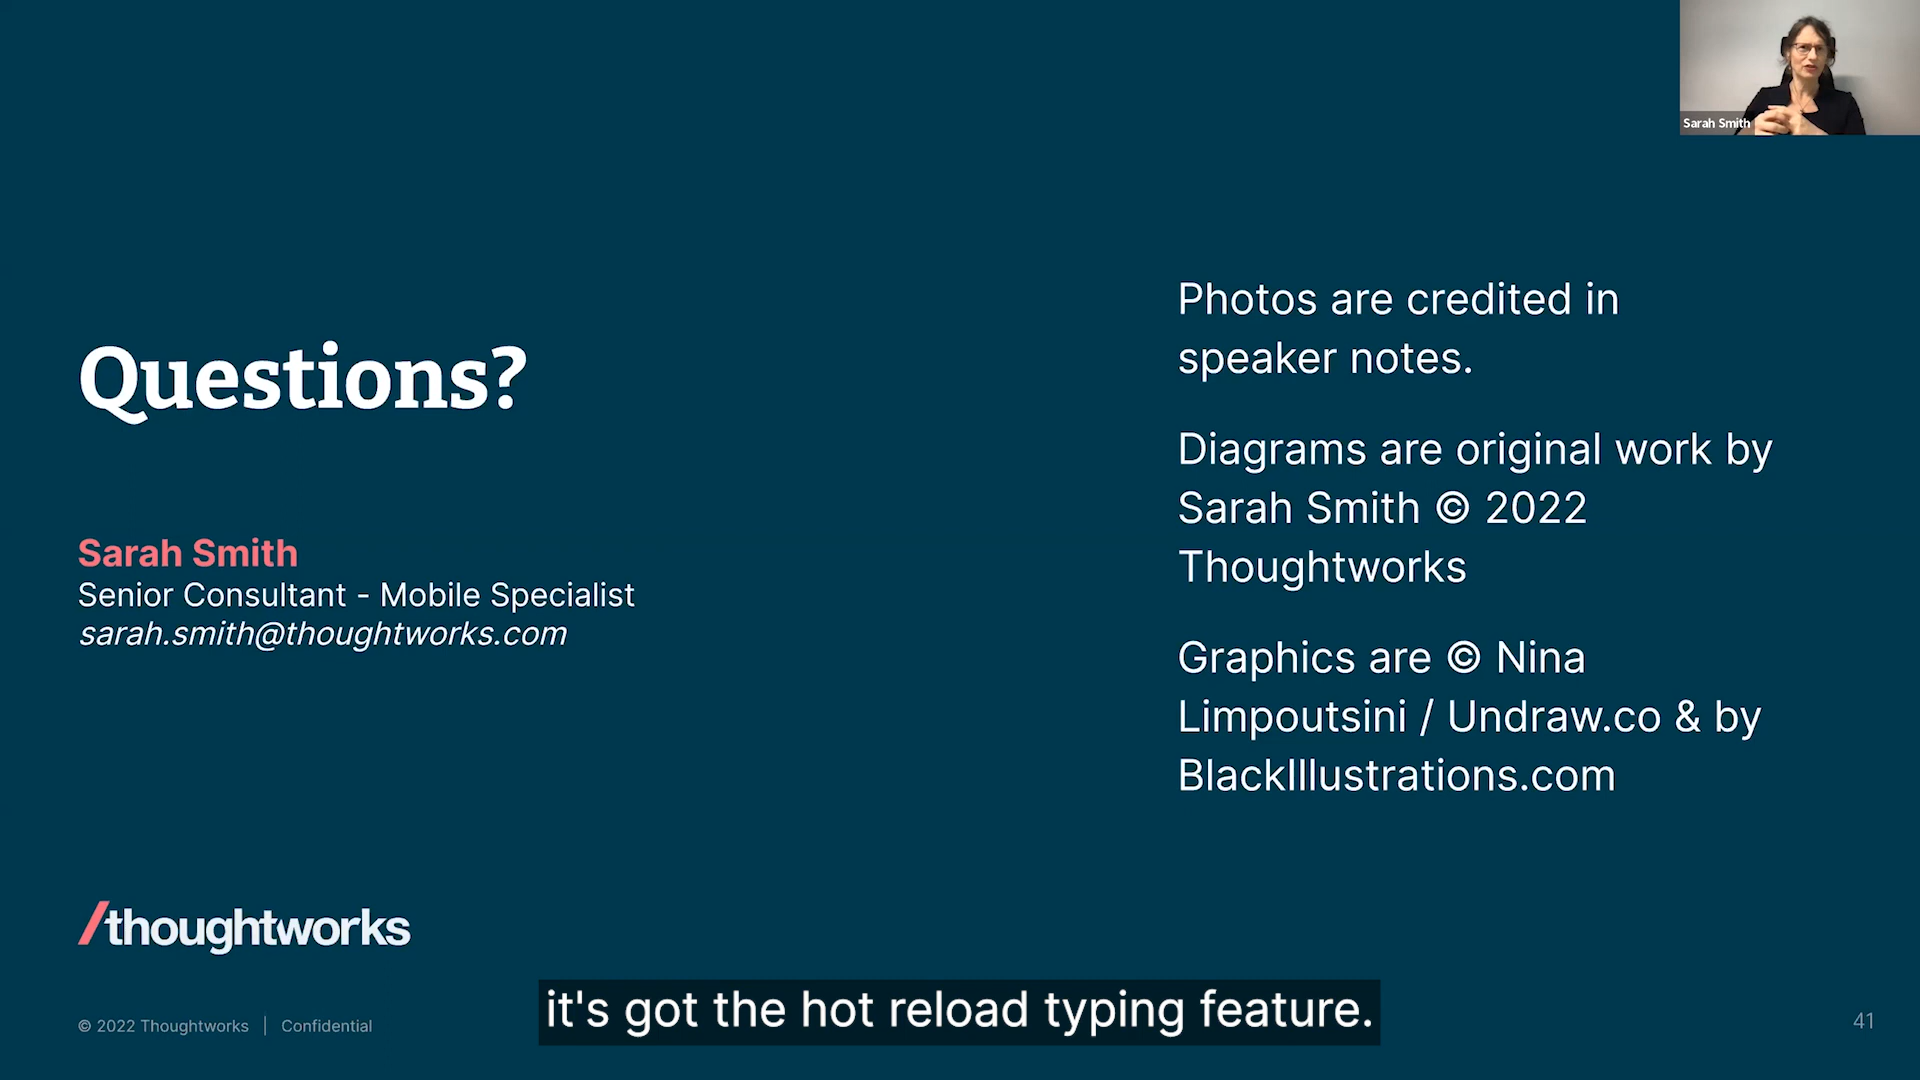 Sarah Smith
Questions?
Sarah Smith
Senior Consultant - Mobile Specialist
sarah.smith@thoughtworks.com
Photos are credited in
speaker notes.
Diagrams are original work by
Sarah Smith © 2022
Thoughtworks
Graphics are © Nina
Limpoutsini / Undraw.co & by
BlackIllustrations.com
/thoughtworks
it's got the hot reload typing feature.
© 2022 Thoughtworks | Confidential
41